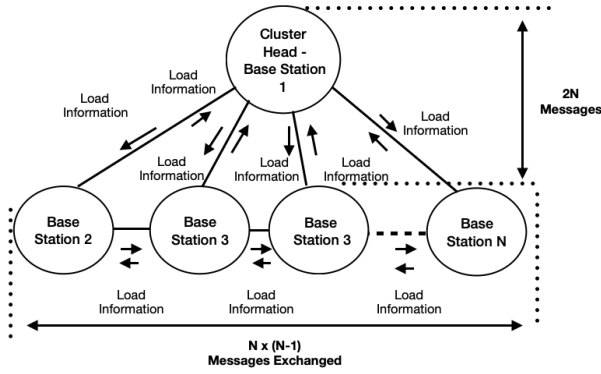 Cluster
Head -
Base Station
1
Load
Information
Load
Information
Load
Information
2N
Messages
Load
Information
Load
Information
Load
Information
Base
Station 2
Base
Station 3
Base
Station 3
Base
Station N
Load
Information
Load
Information
Load
Information
N x (N-1)
Messages Exchanged